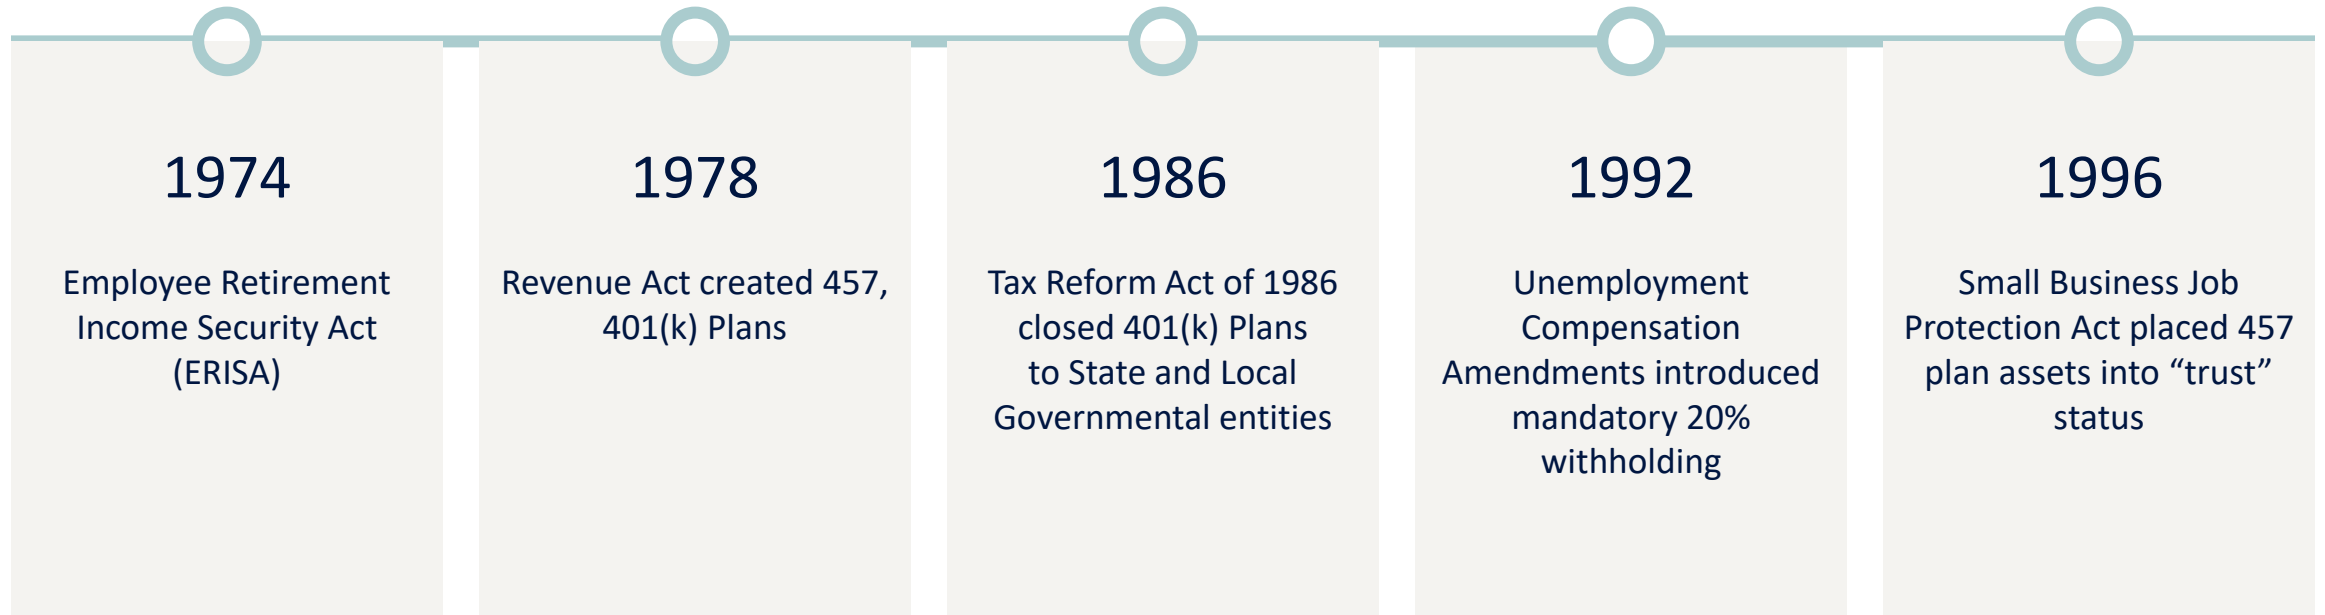 1974
Employee Retirement
Income Security Act
(ERISA)
1978
Revenue Act created 457,
401(k) Plans
1986
Tax Reform Act of 1986
closed 401(k) Plans
to State and Local
Governmental entities
1992
Unemployment
Compensation
Amendments introduced
mandatory 20%
withholding
1996
Small Business Job
Protection Act placed 457
plan assets into “trust”
status